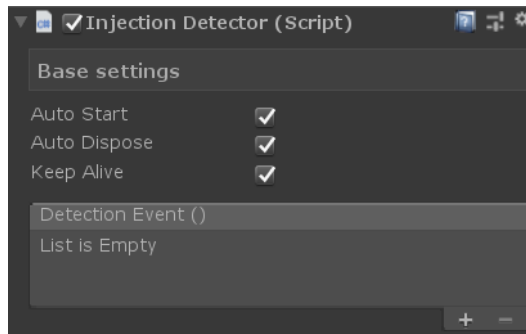 Injection Detector (Script)
Base settings
Auto Start
Auto Dispose
Keep Alive
Detection Event ()
List is Empty